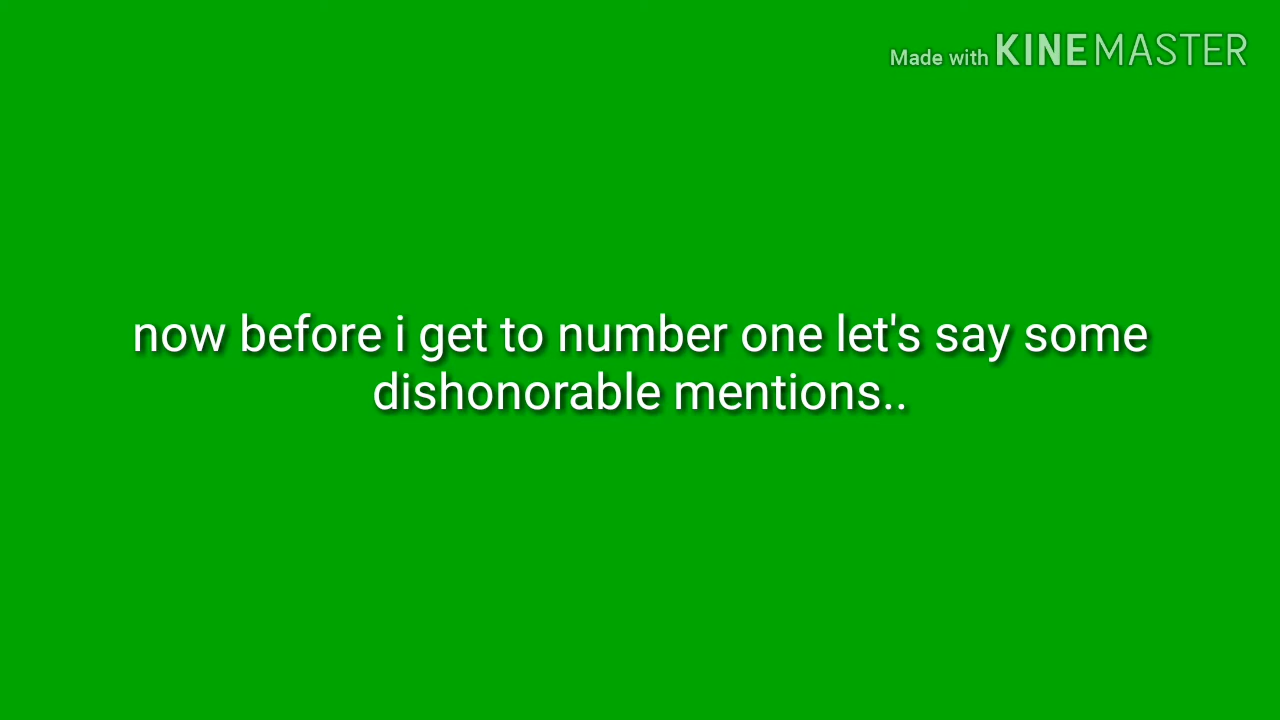 Made with KINEMASTER
now before i get to number one let's say some
dishonorable mentions..